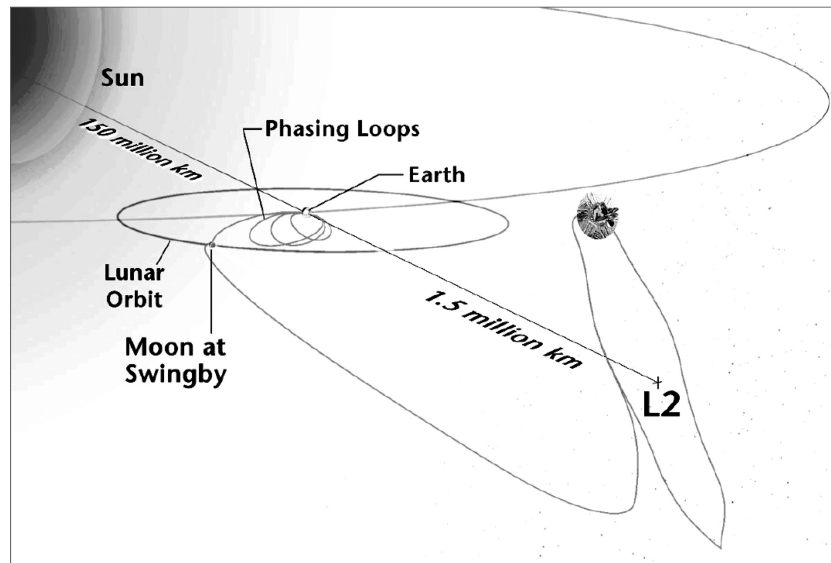 Sun
150 million km
Phasing Loops
Earth
Lunar
Orbit
Moon at
Swingby
1.5 million km
L2